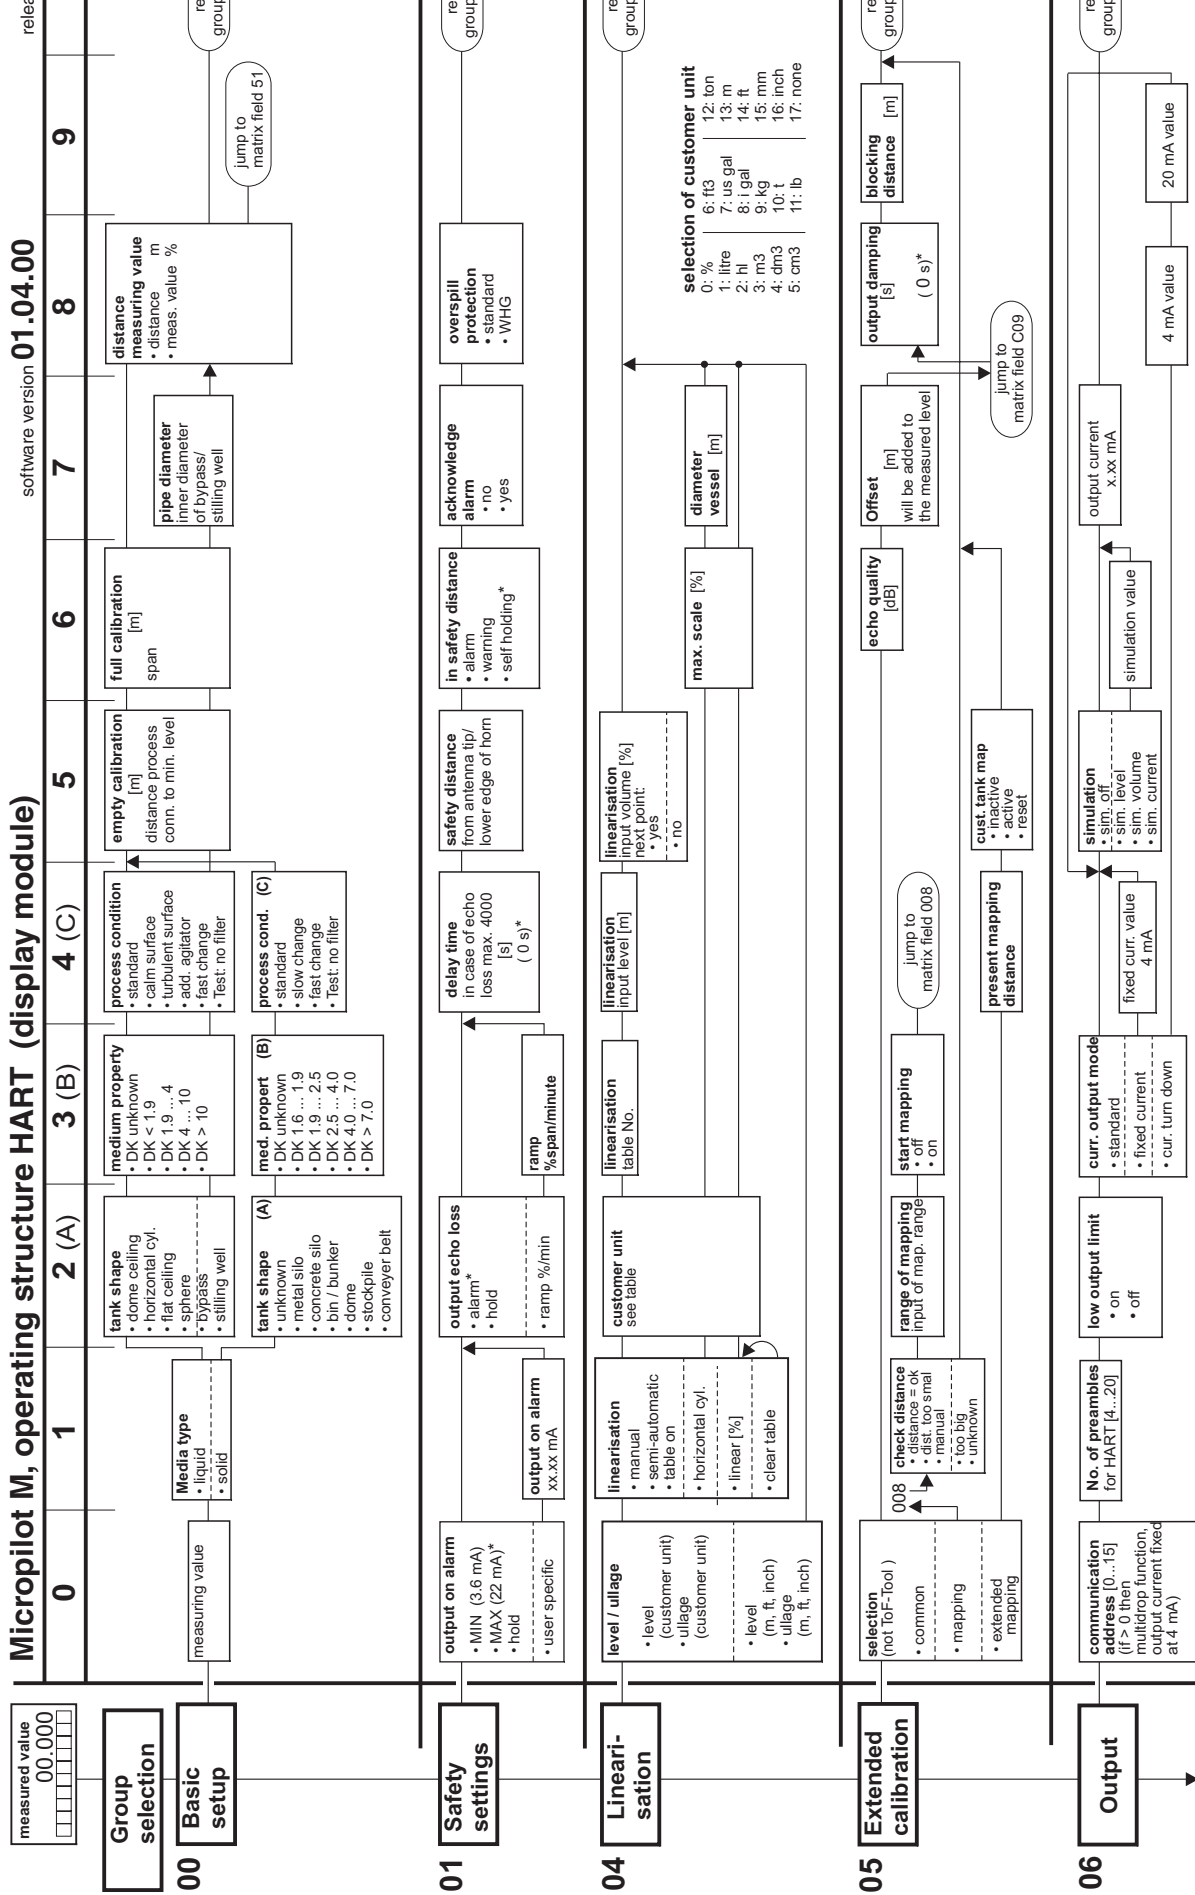 Micropilot M, operating structure HART (display module)
software version 01.04.00
relea
measured value
00.000
0
1
2 (A)
3 (B)
4 (C)
5
6
7
8
9
Group
selection
00
Basic
setup
measuring value
Media type
• liquid
• solid
tank shape
• dome ceiling
• horizontal cyl.
• flat ceiling
• sphere
• bypass
• stilling well
tank shape (A)
• unknown
• metal silo
• concrete silo
• bin / bunker
• dome
• stockpile
• conveyer belt
medium property
• DK unknown
• DK < 1.9
• DK 1.9 ... 4
• DK 4 ... 10
• DK > 10
med. propert (B)
• DK unknown
• DK 1.6 ... 1.9
• DK 1.9 ... 2.5
• DK 2.5 ... 4.0
• DK 4.0 ... 7.0
• DK > 7.0
process condition
• standard
• calm surface
• turbulent surface
• add. agitator
• fast change
• Test: no filter
process cond. (C)
• standard
• slow change
• fast change
• Test: no filter
empty calibration
[m]
distance process
conn. to min. level
full calibration
[m]
span
pipe diameter
inner diameter
of bypass/
stilling well
distance
measuring value
• distance m
• meas. value %
jump to
matrix field 51
re
group
01
Safety
settings
output on alarm
• MIN (3.6 mA)
• MAX (22 mA)*
• hold
• user specific
output on alarm
xx.xx mA
output echo loss
• alarm*
• hold
• ramp %/min
ramp
%span/minute
delay time
in case of echo
loss max. 4000
[s]
( 0 s)*
safety distance
from antenna tip/
lower edge of horn
in safety distance
• alarm
• warning
• self holding*
acknowledge
alarm
• no
• yes
overspill
protection
• standard
• WHG
re
group
04
Lineari-
sation
level / ullage
• level
(customer unit)
• ullage
(customer unit)
• level
(m, ft, inch)
• ullage
(m, ft, inch)
linearisation
• manual
• semi-automatic
• table on
• horizontal cyl.
• linear [%]
• clear table
customer unit
see table
linearisation
table No.
linearisation
input level [m]
linearisation
input volume [%]
next point:
• yes
• no
max. scale [%]
diameter
vessel [m]
selection of customer unit
0: % 6: ft3 12: ton
1: litre 7: us gal 13: m
2: hl 8: i gal 14: ft
3: m3 9: kg 15: mm
4: dm3 10: t 16: inch
5: cm3 11: lb 17: none
re
group
05
Extended
calibration
selection
(not ToF-Tool )
• common
• mapping
• extended
mapping
008
check distance
• distance = ok
• dist. too smal
• manual
• too big
• unknown
range of mapping
input of map. range
start mapping
• off
• on
jump to
matrix field 008
present mapping
distance
cust. tank map
• inactive
• active
• reset
echo quality
[dB]
Offset
[m]
will be added to
the measured level
jump to
matrix field C09
output damping
[s]
( 0 s)*
blocking
distance [m]
re
group
06
Output
communication
address [0...15]
(if > 0 then
multidrop function,
output current fixed
at 4 mA)
No. of preambles
for HART [4...20]
low output limit
• on
• off
curr. output mode
• standard
• fixed current
• cur. turn down
fixed curr. value
4 mA
simulation
• sim. off
• sim. level
• sim. volume
• sim. current
simulation value
output current
x.xx mA
4 mA value
20 mA value
re
group